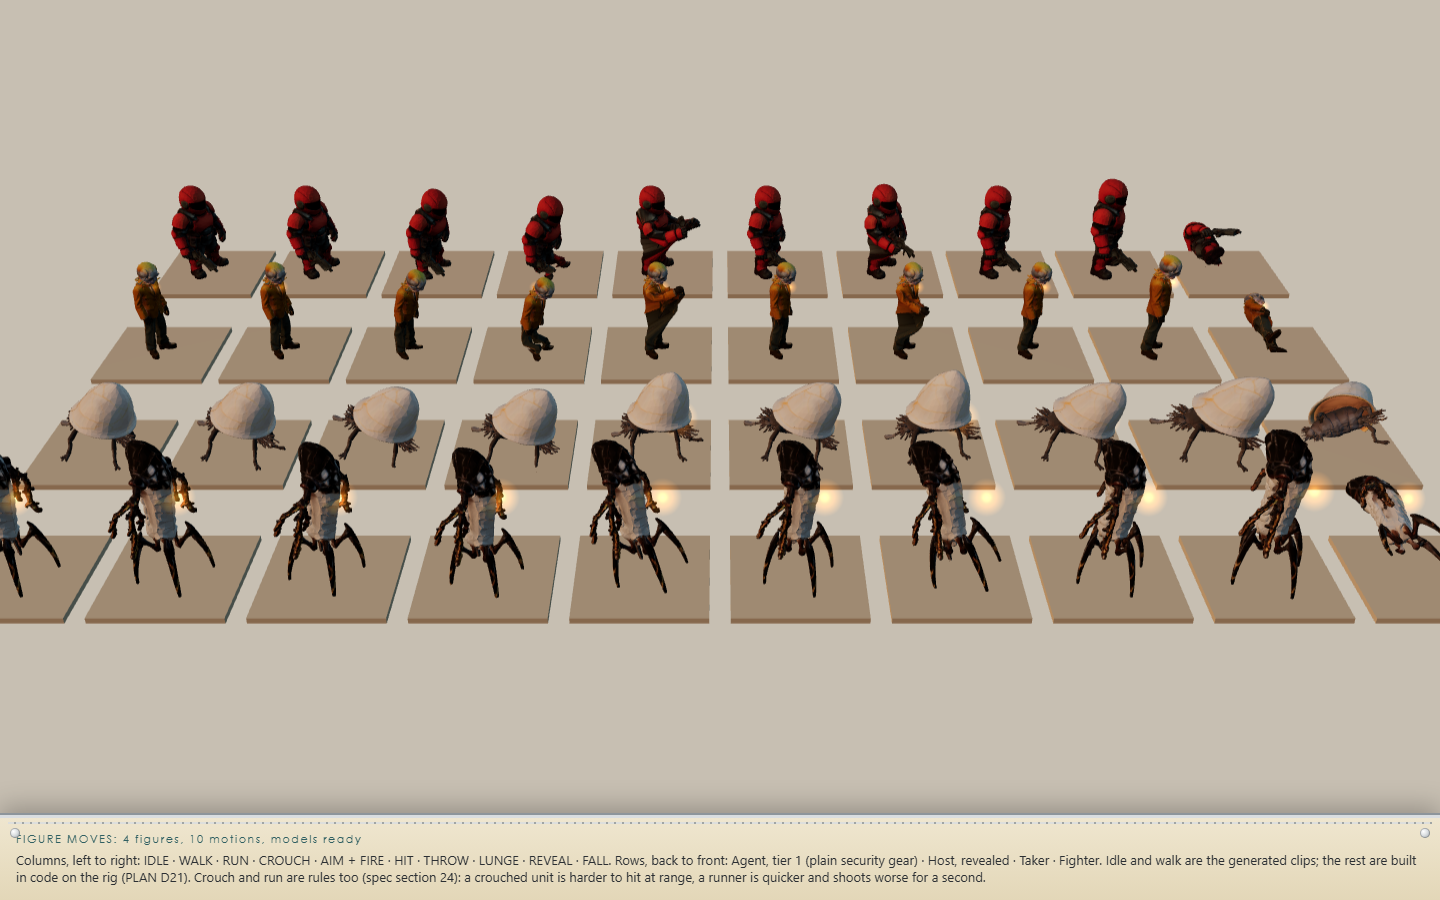 FIGURE MOVES: 4 figures, 10 motions, models ready
Columns, left to right: IDLE · WALK · RUN · CROUCH · AIM + FIRE · HIT · THROW · LUNGE · REVEAL · FALL. Rows, back to front: Agent, tier 1 (plain security gear) · Host, revealed · Taker · Fighter. Idle and walk are the generated clips; the rest are built
in code on the rig (PLAN D21). Crouch and run are rules too (spec section 24): a crouched unit is harder to hit at range, a runner is quicker and shoots worse for a second.